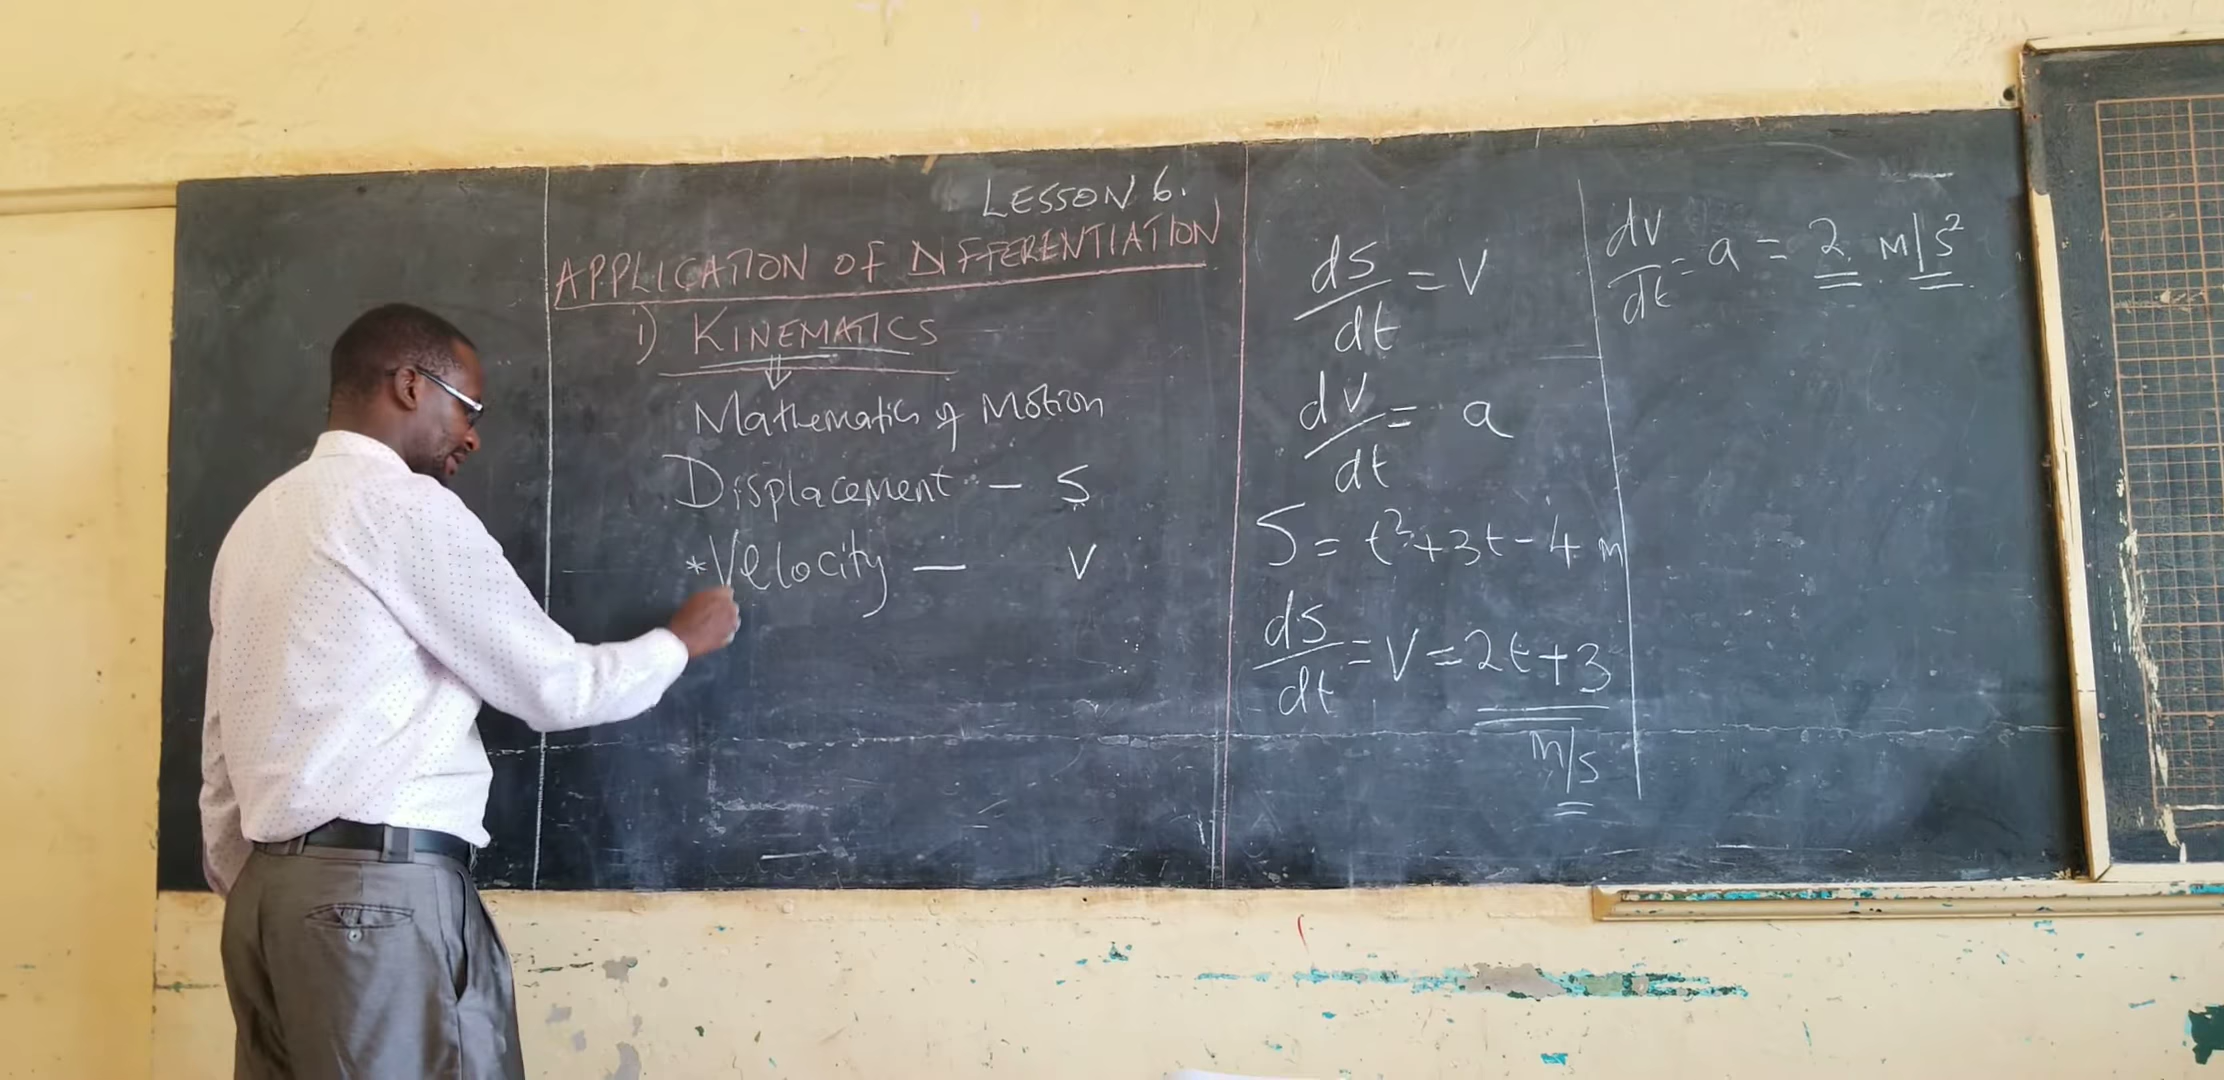 LESSON 6.
APPLICATION OF DIFFERENTIATION
i) KINEMATICS
Mathematics of Motion
Displacement - S
*Velocity - V
ds/dt = V
dv/dt = a
S = t²+3t-4 m
ds/dt = V = 2t+3
m/s
dv/dt = a = 2 m/s²